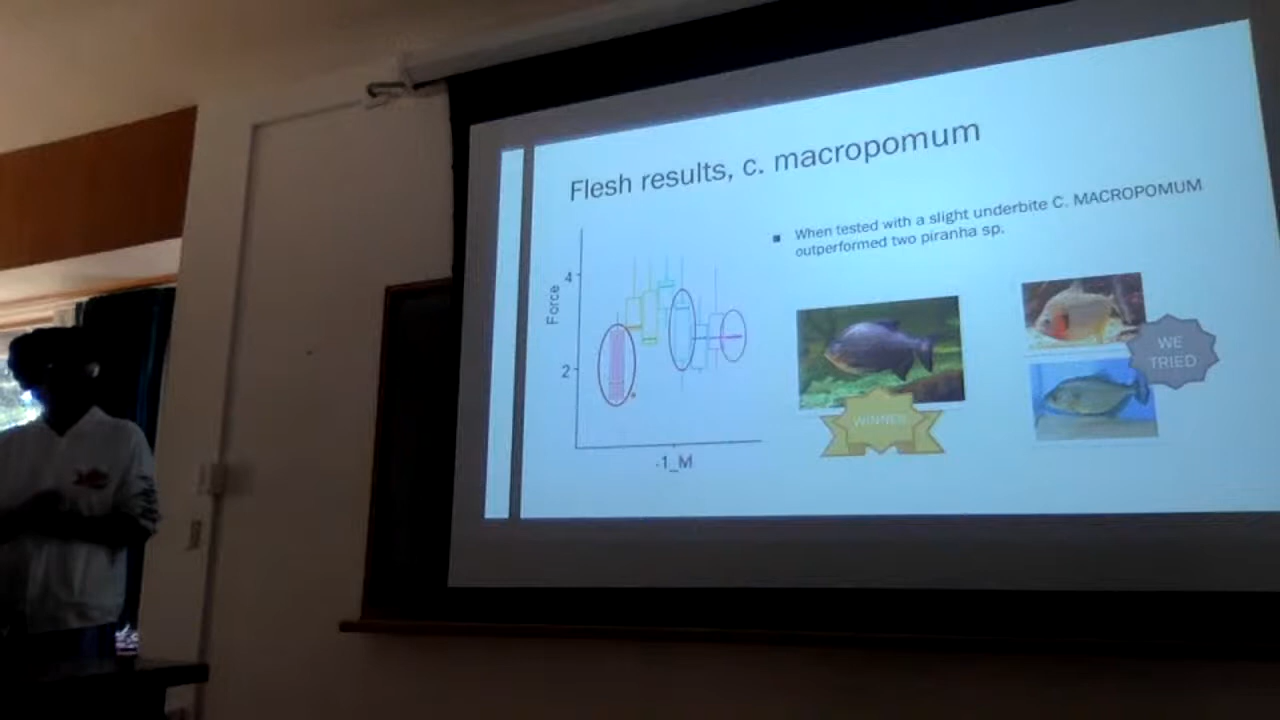 Flesh results, c. macropomum
When tested with a slight underbite C. MACROPOMUM
outperformed two piranha sp.
4
Force
2
-1_M
WINNER
WE
TRIED